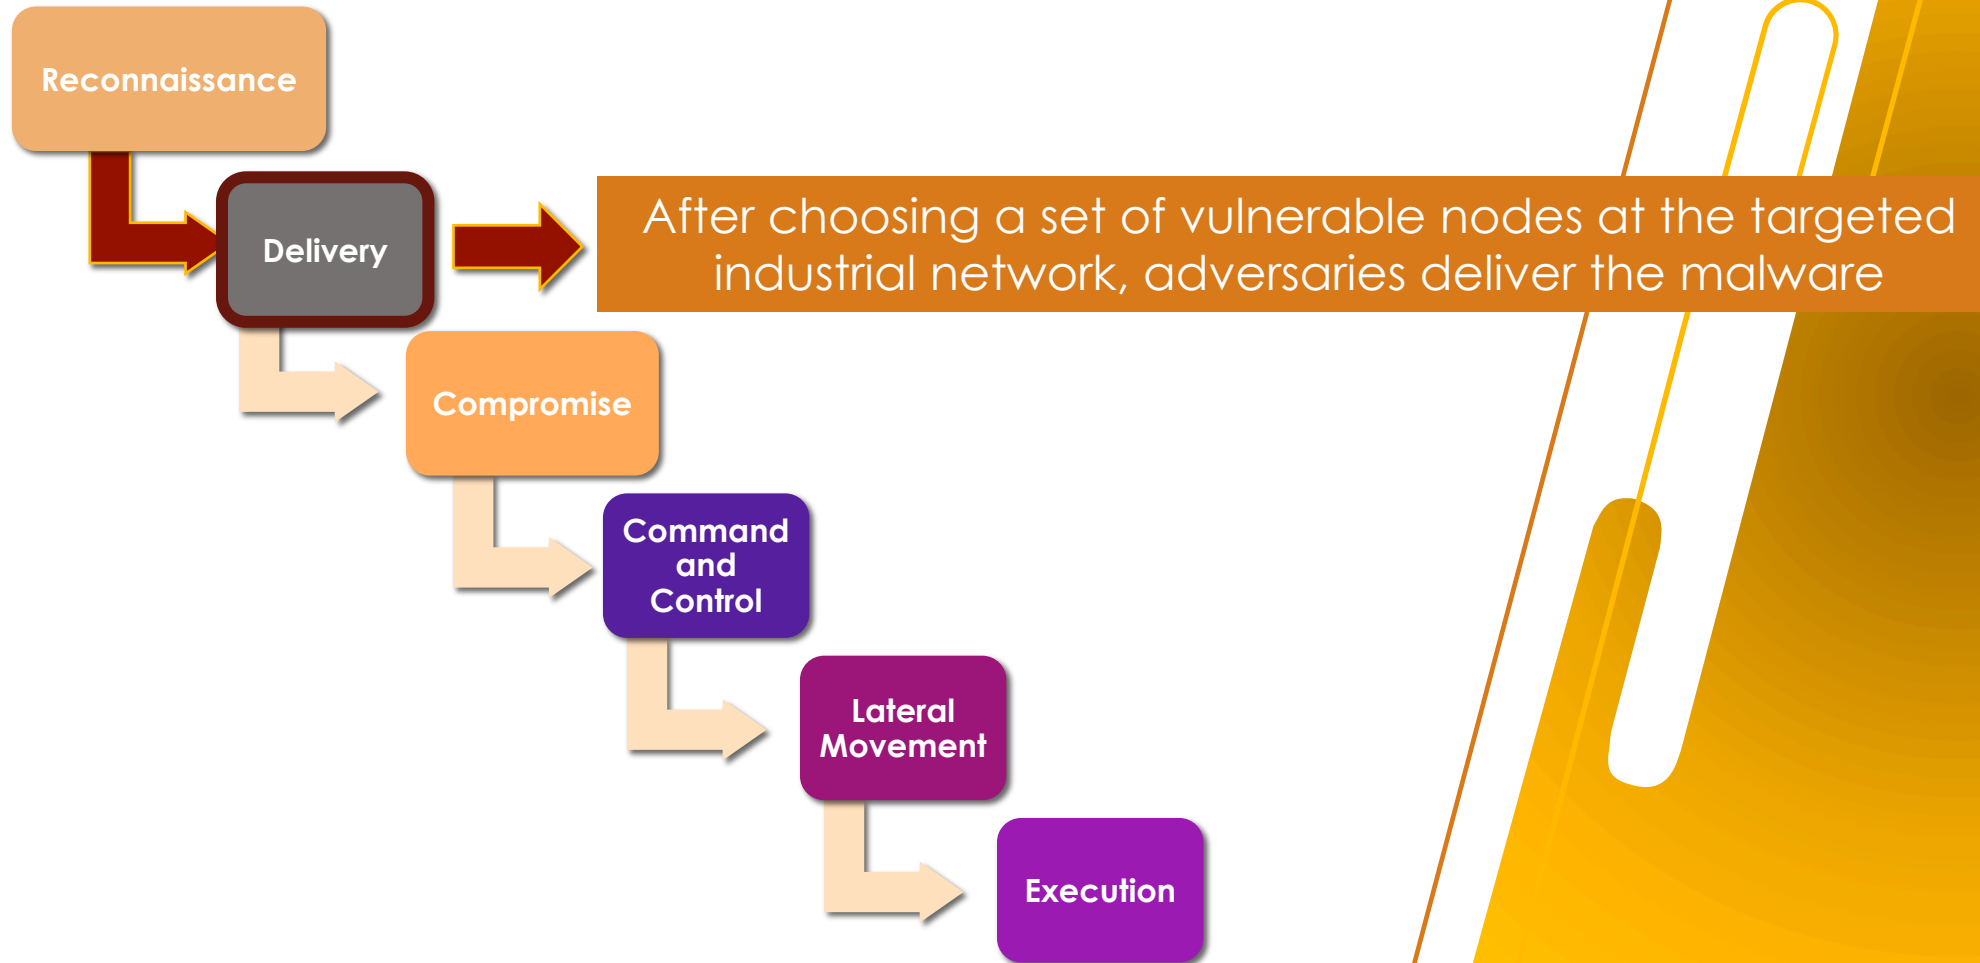 Reconnaissance
Delivery
After choosing a set of vulnerable nodes at the targeted
industrial network, adversaries deliver the malware
Compromise
Command
and
Control
Lateral
Movement
Execution